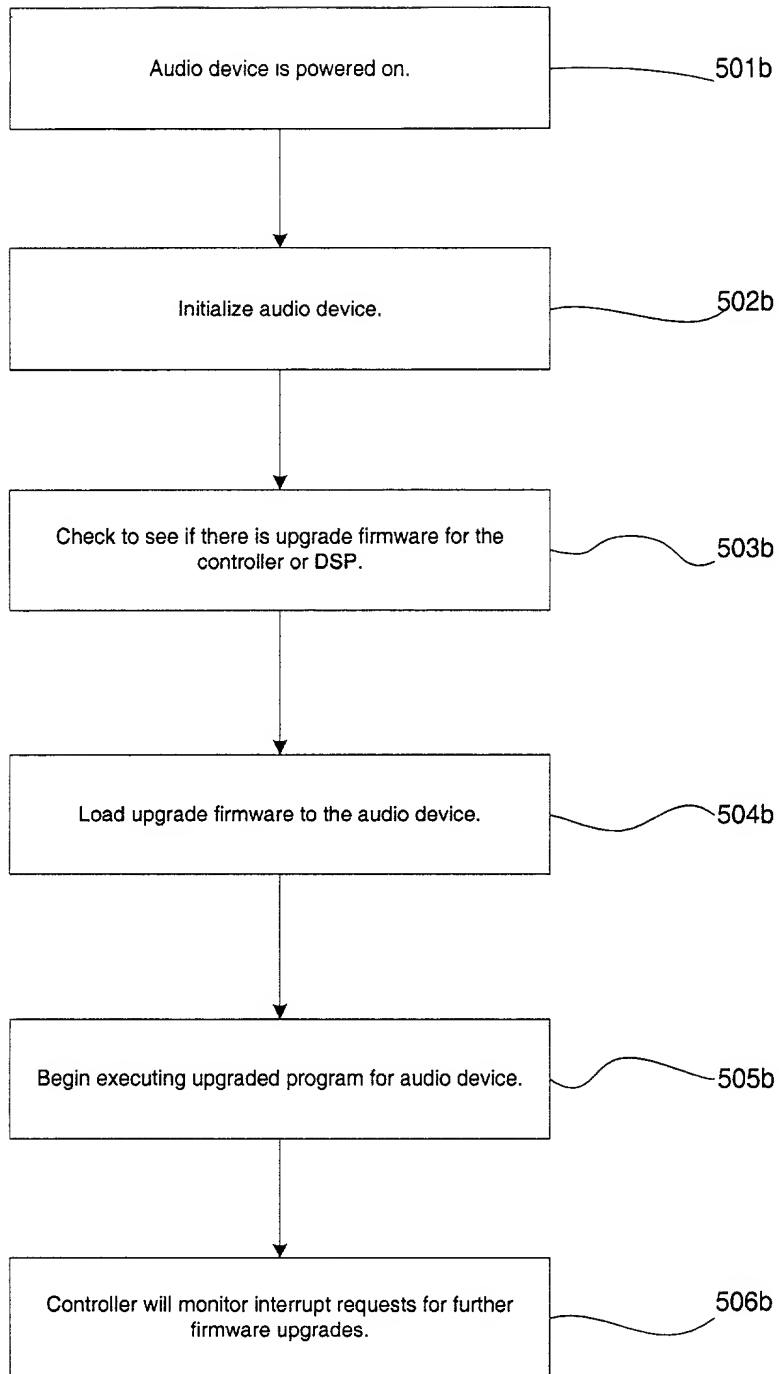 Audio device is powered on.
501b
Initialize audio device.
502b
Check to see if there is upgrade firmware for the
controller or DSP.
503b
Load upgrade firmware to the audio device.
504b
Begin executing upgraded program for audio device.
505b
Controller will monitor interrupt requests for further
firmware upgrades.
506b